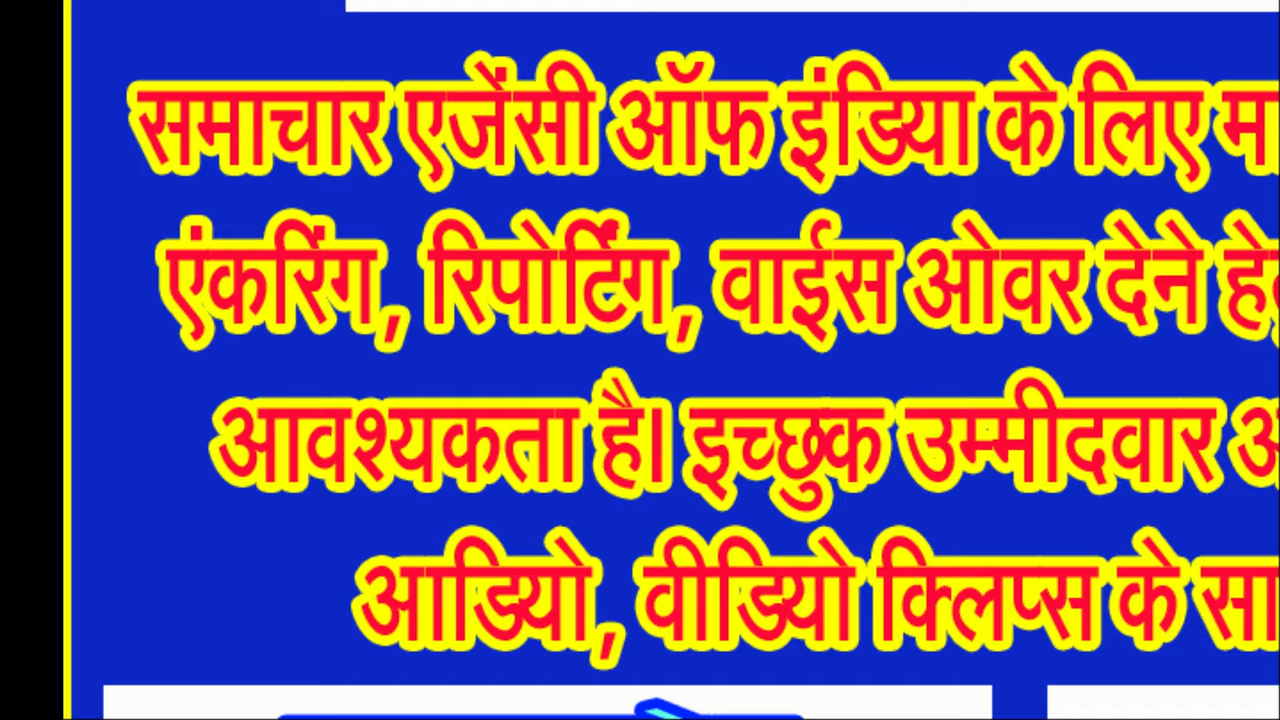 समाचार एजेंसी ऑफ इंडिया के लिए
एंकरिंग, रिपोर्टिंग, वाईस ओवर देने
आवश्यकता है। इच्छुक उम्मीदवार
आडियो, वीडियो क्लिप्स के